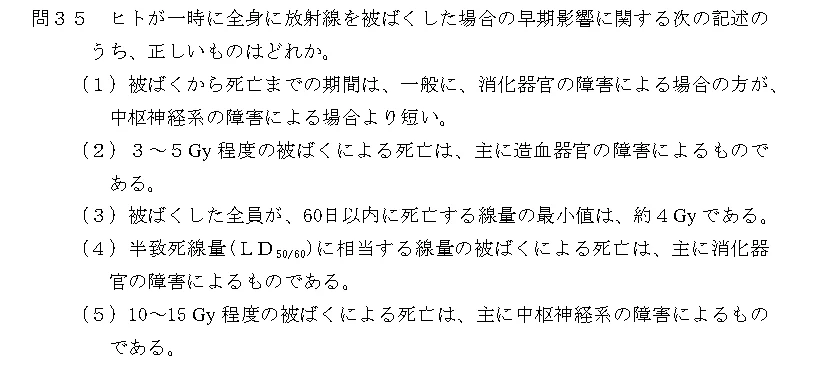 問35　ヒトが一時に全身に放射線を被ばくした場合の早期影響に関する次の記述の
うち、正しいものはどれか。
（1）被ばくから死亡までの期間は、一般に、消化器官の障害による場合の方が、
中枢神経系の障害による場合より短い。
（2）３～５Gy 程度の被ばくによる死亡は、主に造血器官の障害によるもので
ある。
（3）被ばくした全員が、60日以内に死亡する線量の最小値は、約４Gy である。
（4）半致死線量(ＬＤ50/60)に相当する線量の被ばくによる死亡は、主に消化器
官の障害によるものである。
（5）10～15 Gy 程度の被ばくによる死亡は、主に中枢神経系の障害によるもの
である。